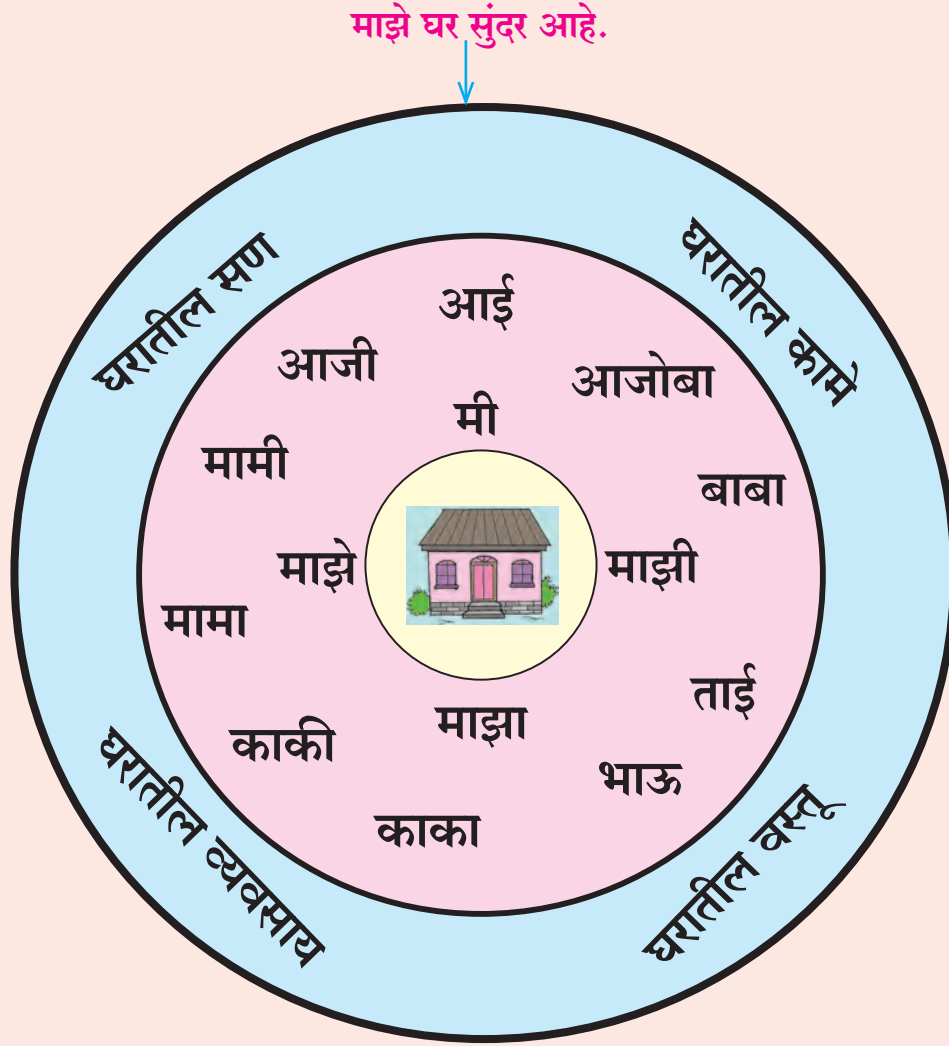 माझे घर सुंदर आहे.
घरातील सण
घरातील कामे
आई
आजी
आजोबा
मी
मामी
बाबा
माझे
माझी
मामा
ताई
माझा
काकी
भाऊ
काका
घरातील व्यवसाय
घरातील वस्तू